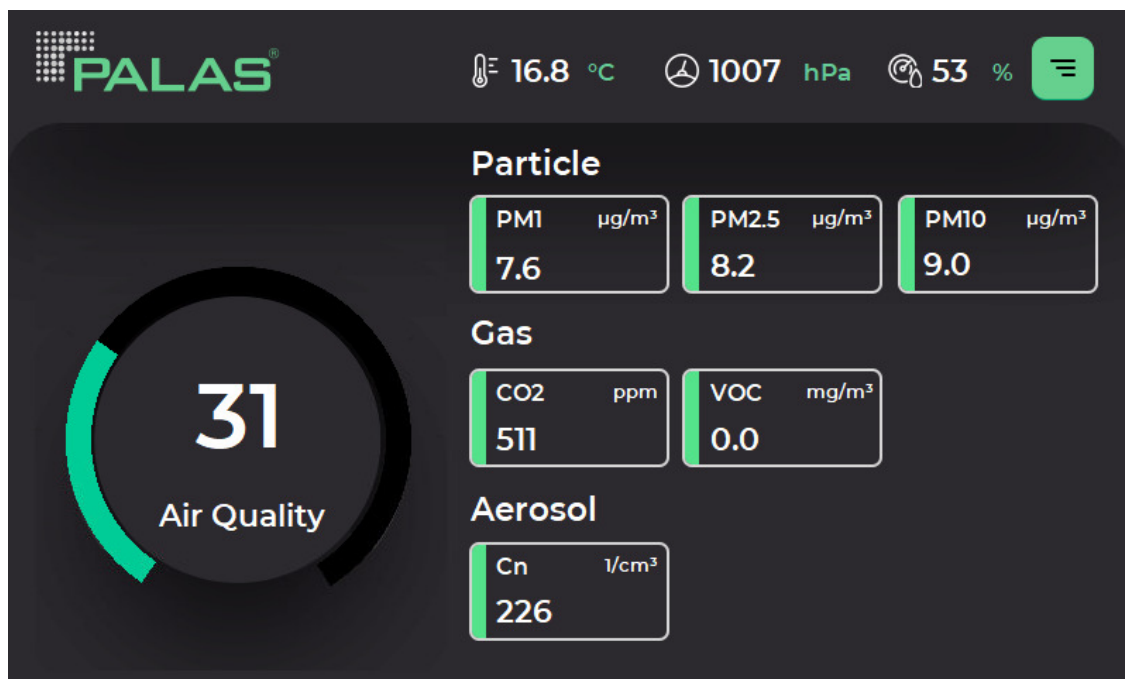 PALAS®
16.8 °C 1007 hPa 53 %
Particle
PM1 µg/m³
7.6
PM2.5 µg/m³
8.2
PM10 µg/m³
9.0
Gas
CO2 ppm
511
VOC mg/m³
0.0
Aerosol
Cn 1/cm³
226
31
Air Quality